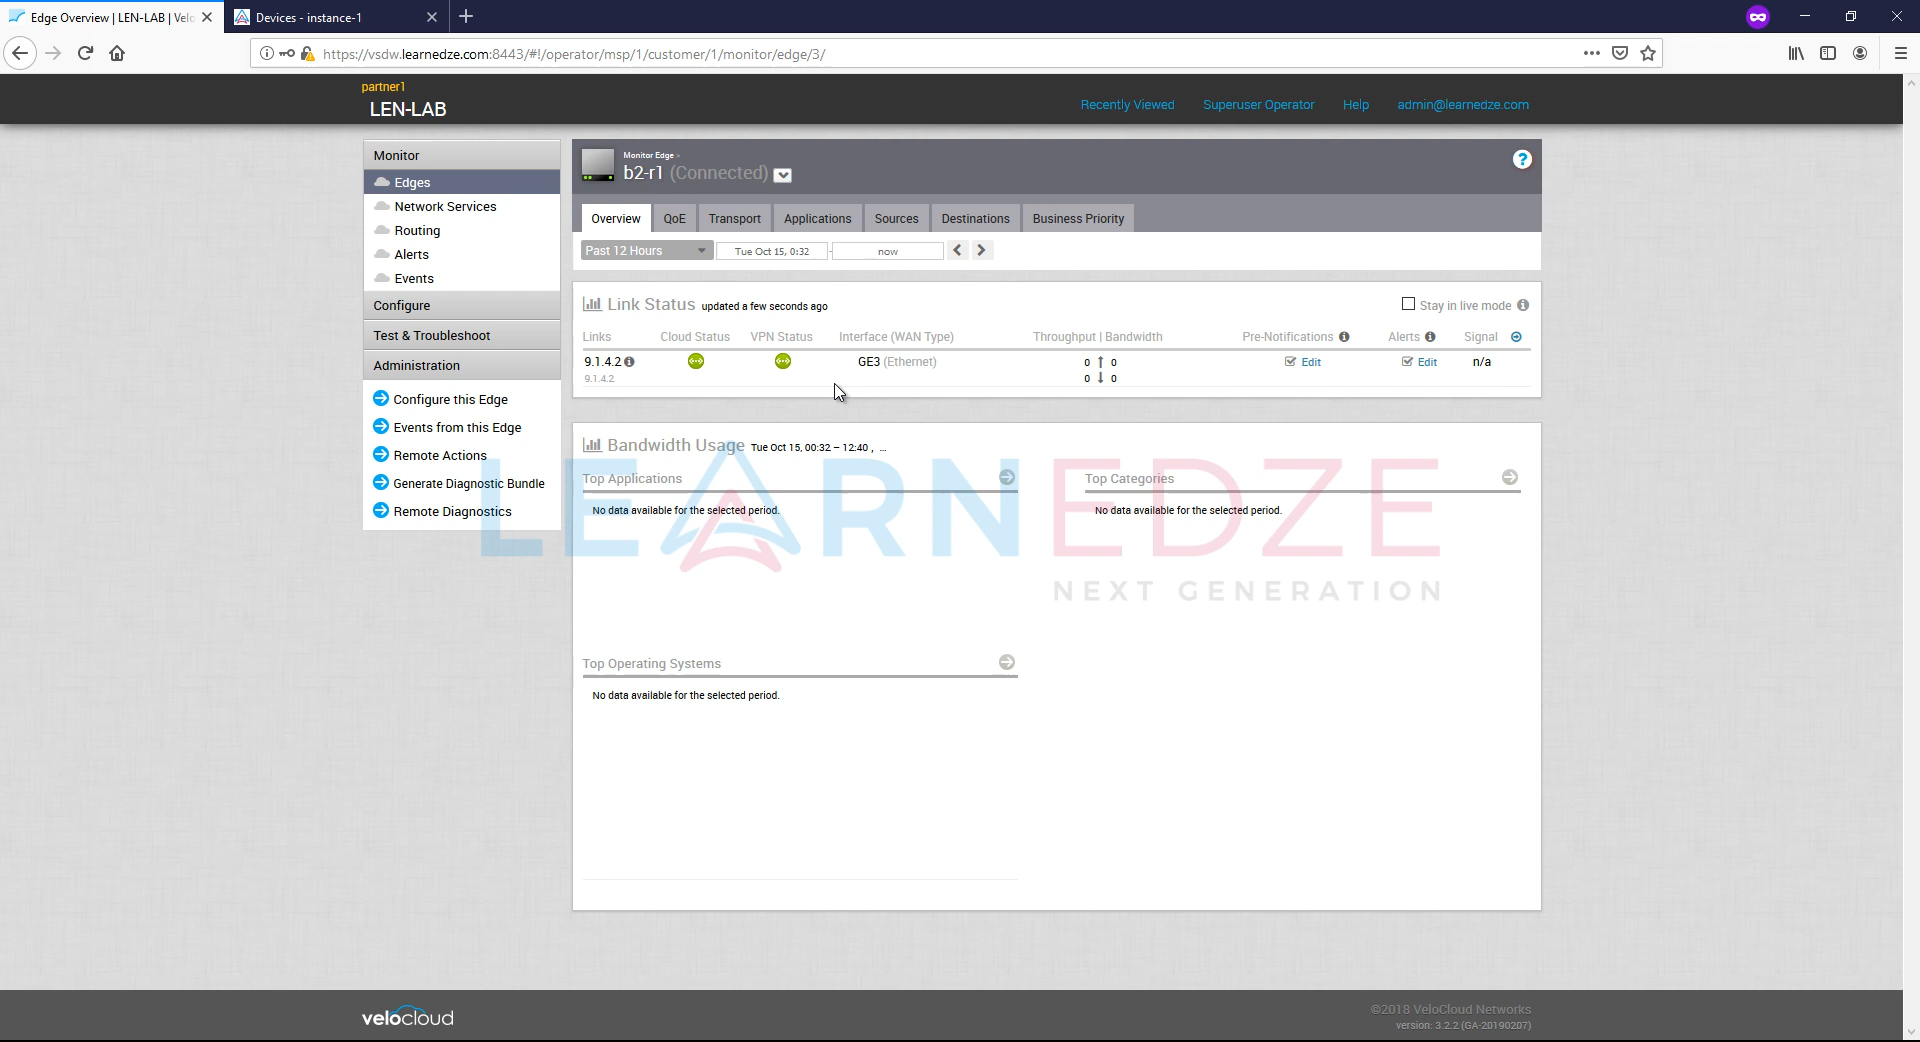 Edge Overview | LEN-LAB | Velo
Devices - instance-1
https://vsdw.learnedze.com:8443/#!/operator/msp/1/customer/1/monitor/edge/3/
partner1
LEN-LAB
Recently Viewed
Superuser Operator
Help
admin@learnedze.com
Monitor
Edges
Network Services
Routing
Alerts
Events
Configure
Test & Troubleshoot
Administration
Configure this Edge
Events from this Edge
Remote Actions
Generate Diagnostic Bundle
Remote Diagnostics
Monitor Edge >
b2-r1 (Connected)
?
Overview
QoE
Transport
Applications
Sources
Destinations
Business Priority
Past 12 Hours
Tue Oct 15, 0:32 - now
Link Status updated a few seconds ago
Stay in live mode
Links
Cloud Status
VPN Status
Interface (WAN Type)
Throughput | Bandwidth
Pre-Notifications
Alerts
Signal
9.1.4.2
GE3 (Ethernet)
0 ↑ 0
Edit
Edit
n/a
9.1.4.2
0 ↓ 0
Bandwidth Usage Tue Oct 15, 00:32 – 12:40 , ...
Top Applications
Top Categories
No data available for the selected period.
No data available for the selected period.
LEARNEDZE
NEXT GENERATION
Top Operating Systems
No data available for the selected period.
velocloud
©2018 VeloCloud Networks
version: 3.2.2 (GA-20190207)